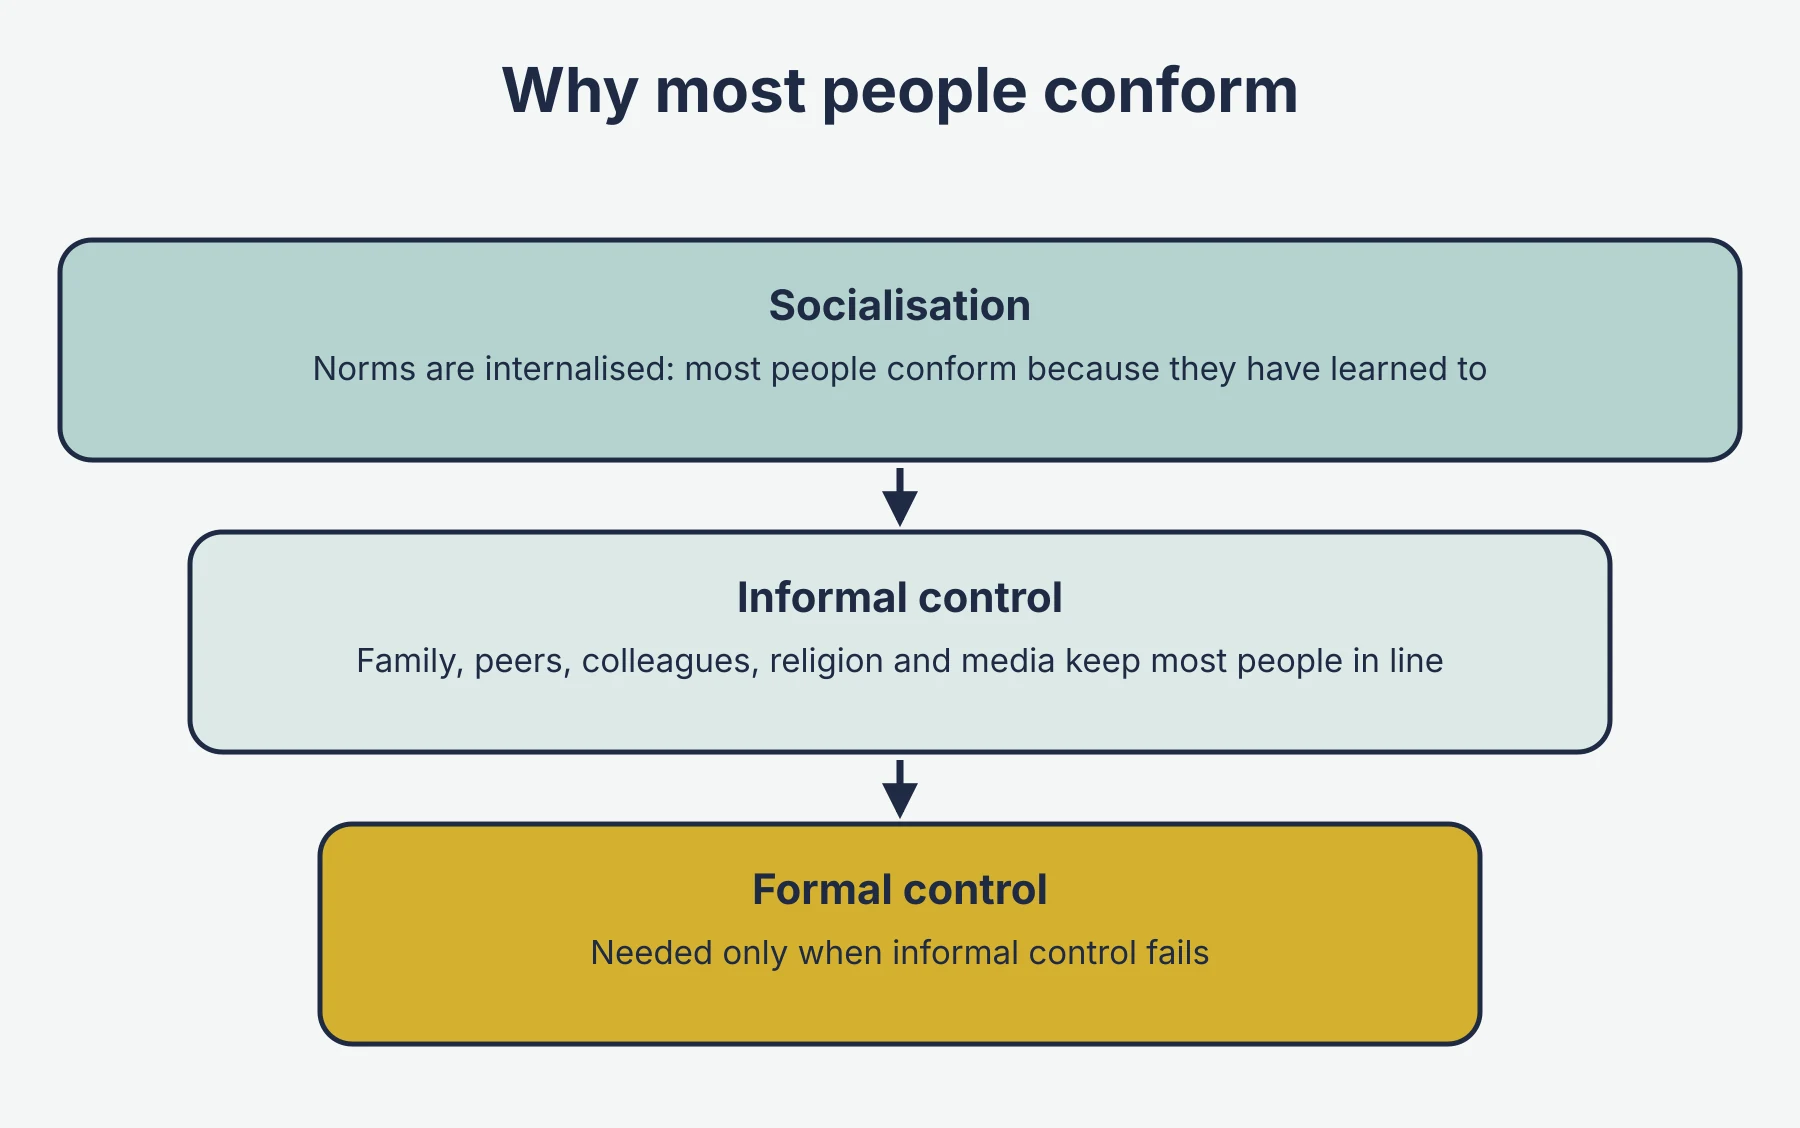 Why most people conform
Socialisation
Norms are internalised: most people conform because they have learned to
Informal control
Family, peers, colleagues, religion and media keep most people in line
Formal control
Needed only when informal control fails